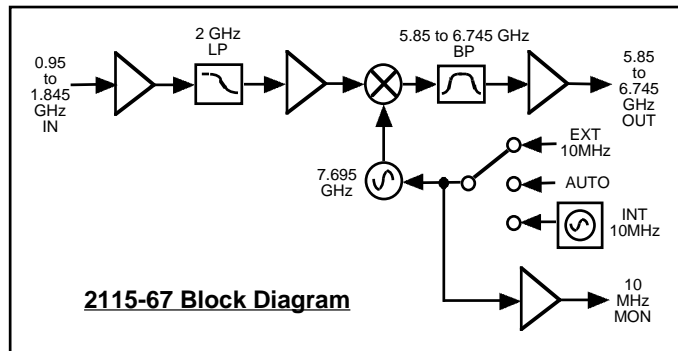 2 GHz
LP
5.85 to 6.745 GHz
BP
0.95
to
1.845
GHz
IN
5.85
to
6.745
GHz
OUT
7.695
GHz
EXT
10MHz
AUTO
INT
10MHz
2115-67 Block Diagram
10
MHz
MON